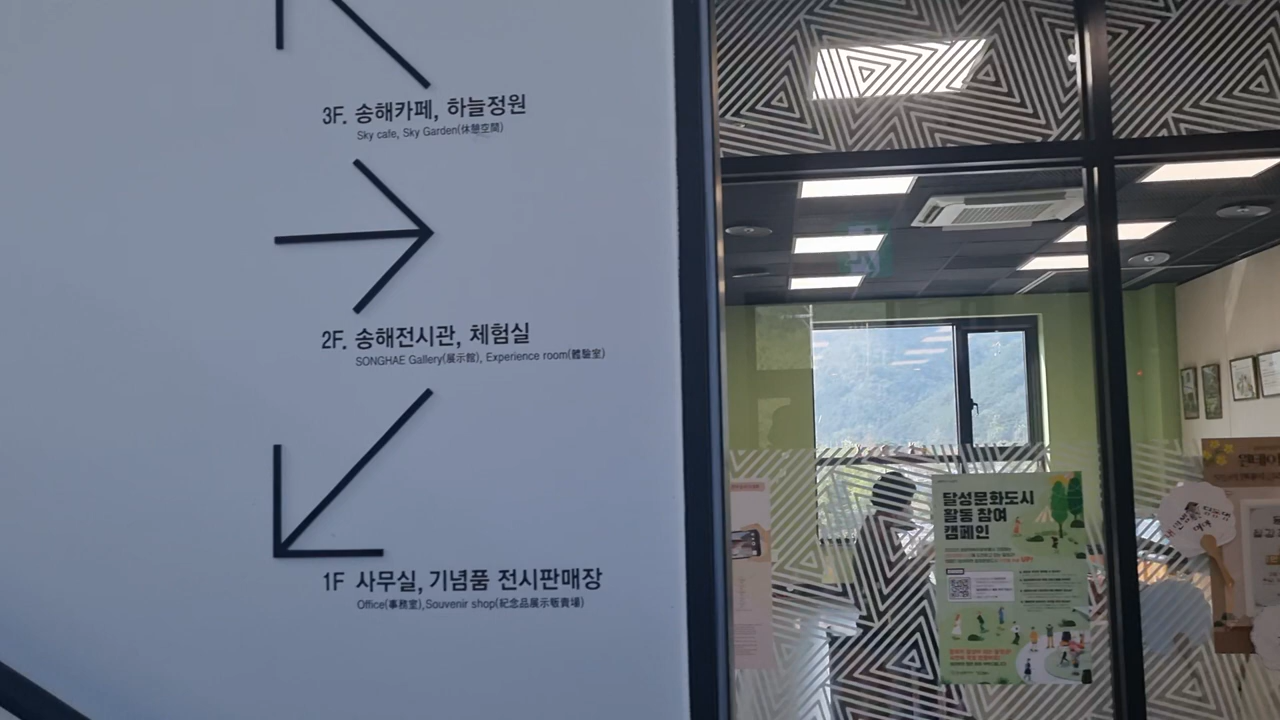 3F. 송해카페, 하늘정원
Sky cafe, Sky Garden(休憩空間)
2F. 송해전시관, 체험실
SONGHAE Gallery(展示館), Experience room(體驗室)
1F 사무실, 기념품 전시판매장
Office(事務室),Souvenir shop(紀念品展示販賣場)
달성문화도시
활동 참여
캠페인